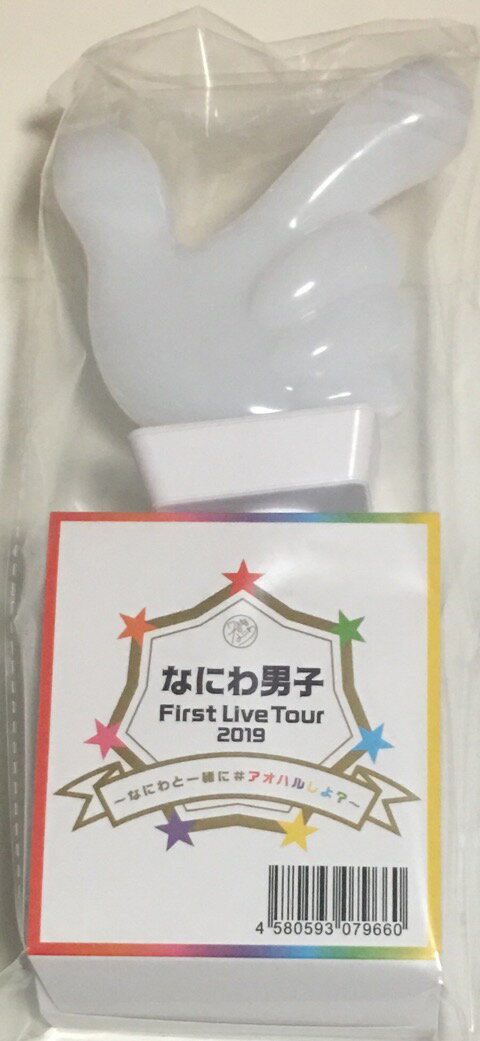 なにわ男子
First Live Tour
2019
~なにわと一緒に#アオハルしよ?~
4 580593 079660